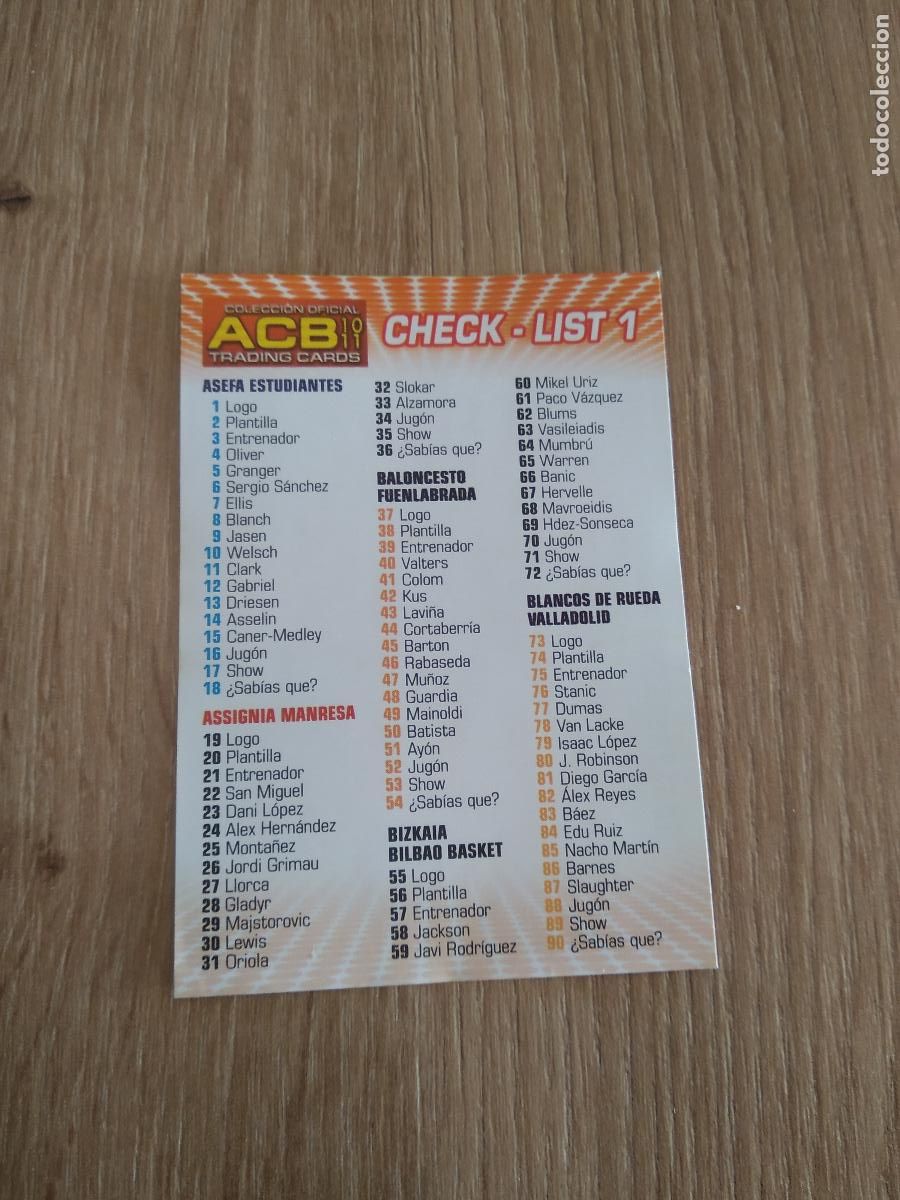 COLECCIÓN OFICIAL
ACB 10 11
TRADING CARDS
CHECK - LIST 1
ASEFA ESTUDIANTES
1 Logo
2 Plantilla
3 Entrenador
4 Oliver
5 Granger
6 Sergio Sánchez
7 Ellis
8 Blanch
9 Jasen
10 Welsch
11 Clark
12 Gabriel
13 Driesen
14 Asselin
15 Caner-Medley
16 Jugón
17 Show
18 ¿Sabías que?
ASSIGNIA MANRESA
19 Logo
20 Plantilla
21 Entrenador
22 San Miguel
23 Dani López
24 Alex Hernández
25 Montañez
26 Jordi Grimau
27 Llorca
28 Gladyr
29 Majstorovic
30 Lewis
31 Oriola
32 Slokar
33 Alzamora
34 Jugón
35 Show
36 ¿Sabías que?
BALONCESTO
FUENLABRADA
37 Logo
38 Plantilla
39 Entrenador
40 Valters
41 Colom
42 Kus
43 Laviña
44 Cortaberría
45 Barton
46 Rabaseda
47 Muñoz
48 Guardia
49 Mainoldi
50 Batista
51 Ayón
52 Jugón
53 Show
54 ¿Sabías que?
BIZKAIA
BILBAO BASKET
55 Logo
56 Plantilla
57 Entrenador
58 Jackson
59 Javi Rodríguez
60 Mikel Uriz
61 Paco Vázquez
62 Blums
63 Vasileiadis
64 Mumbrú
65 Warren
66 Banic
67 Hervelle
68 Mavroeidis
69 Hdez-Sonseca
70 Jugón
71 Show
72 ¿Sabías que?
BLANCOS DE RUEDA
VALLADOLID
73 Logo
74 Plantilla
75 Entrenador
76 Stanic
77 Dumas
78 Van Lacke
79 Isaac López
80 J. Robinson
81 Diego García
82 Álex Reyes
83 Báez
84 Edu Ruiz
85 Nacho Martín
86 Barnes
87 Slaughter
88 Jugón
89 Show
90 ¿Sabías que?
todocoleccion